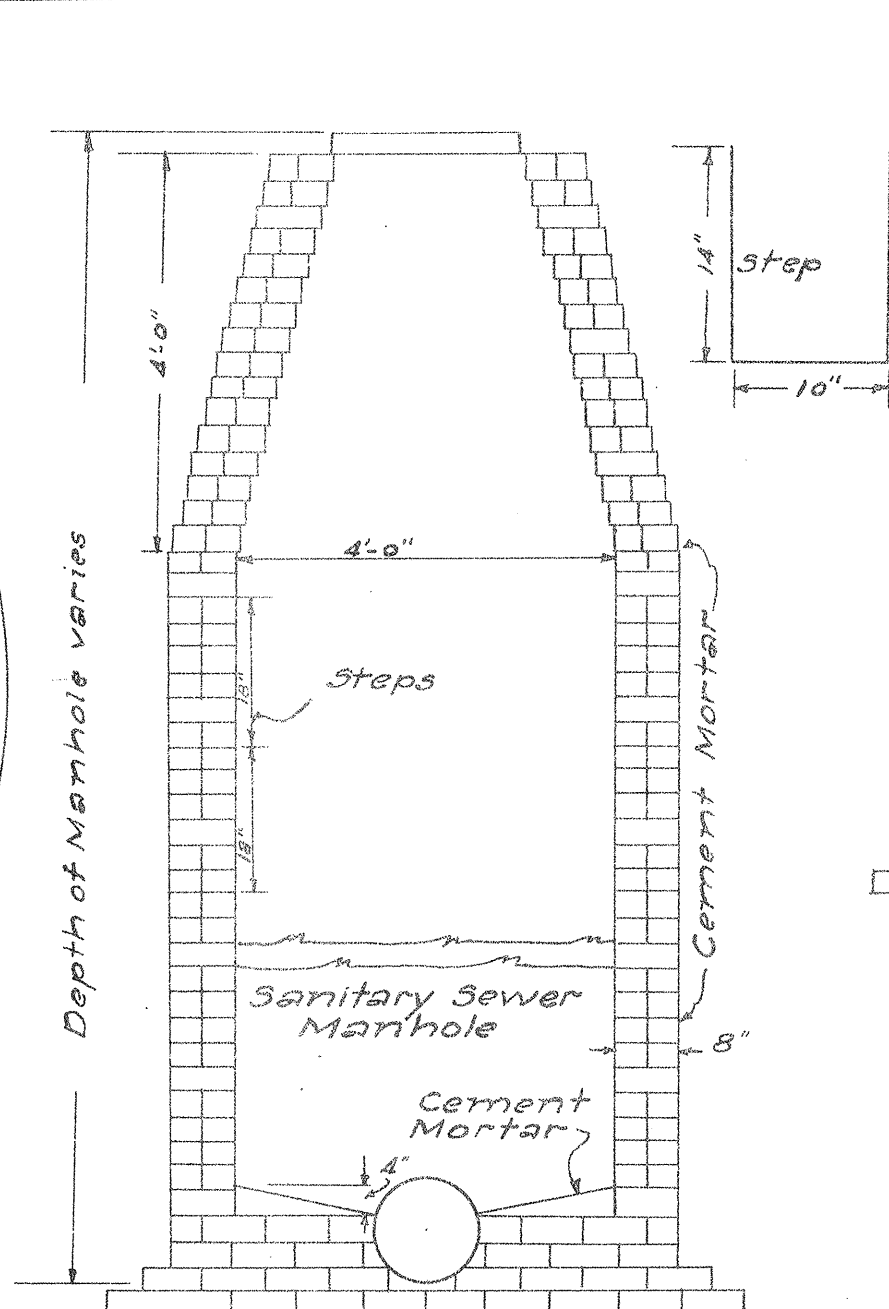 14"
step
10"
4'-0"
4'-0"
Depth of Manhole varies
18"
Steps
18"
Cement Mortar
Sanitary Sewer
Manhole
8"
Cement
Mortar
4"